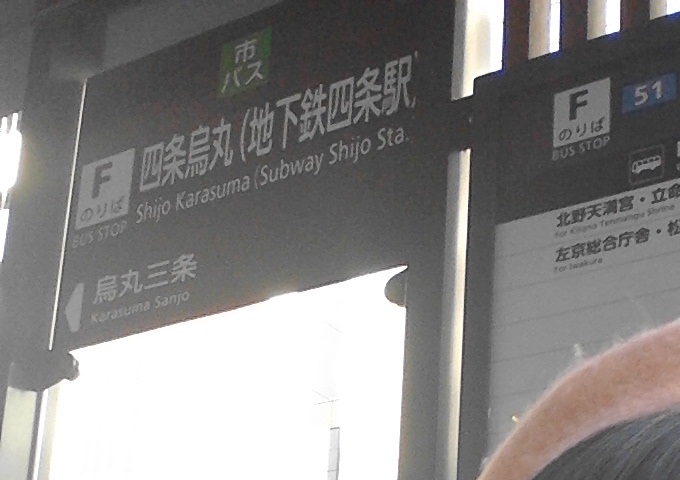 市
バス
F
のりば
BUS STOP
四条烏丸(地下鉄四条駅
Shijo Karasuma (Subway Shijo Sta.
烏丸三条
Karasuma Sanjo
F
のりば
BUS STOP
51
北野天満宮・立命
For Kitano Tenmangu Shrine
左京総合庁舎・松
For Iwakura